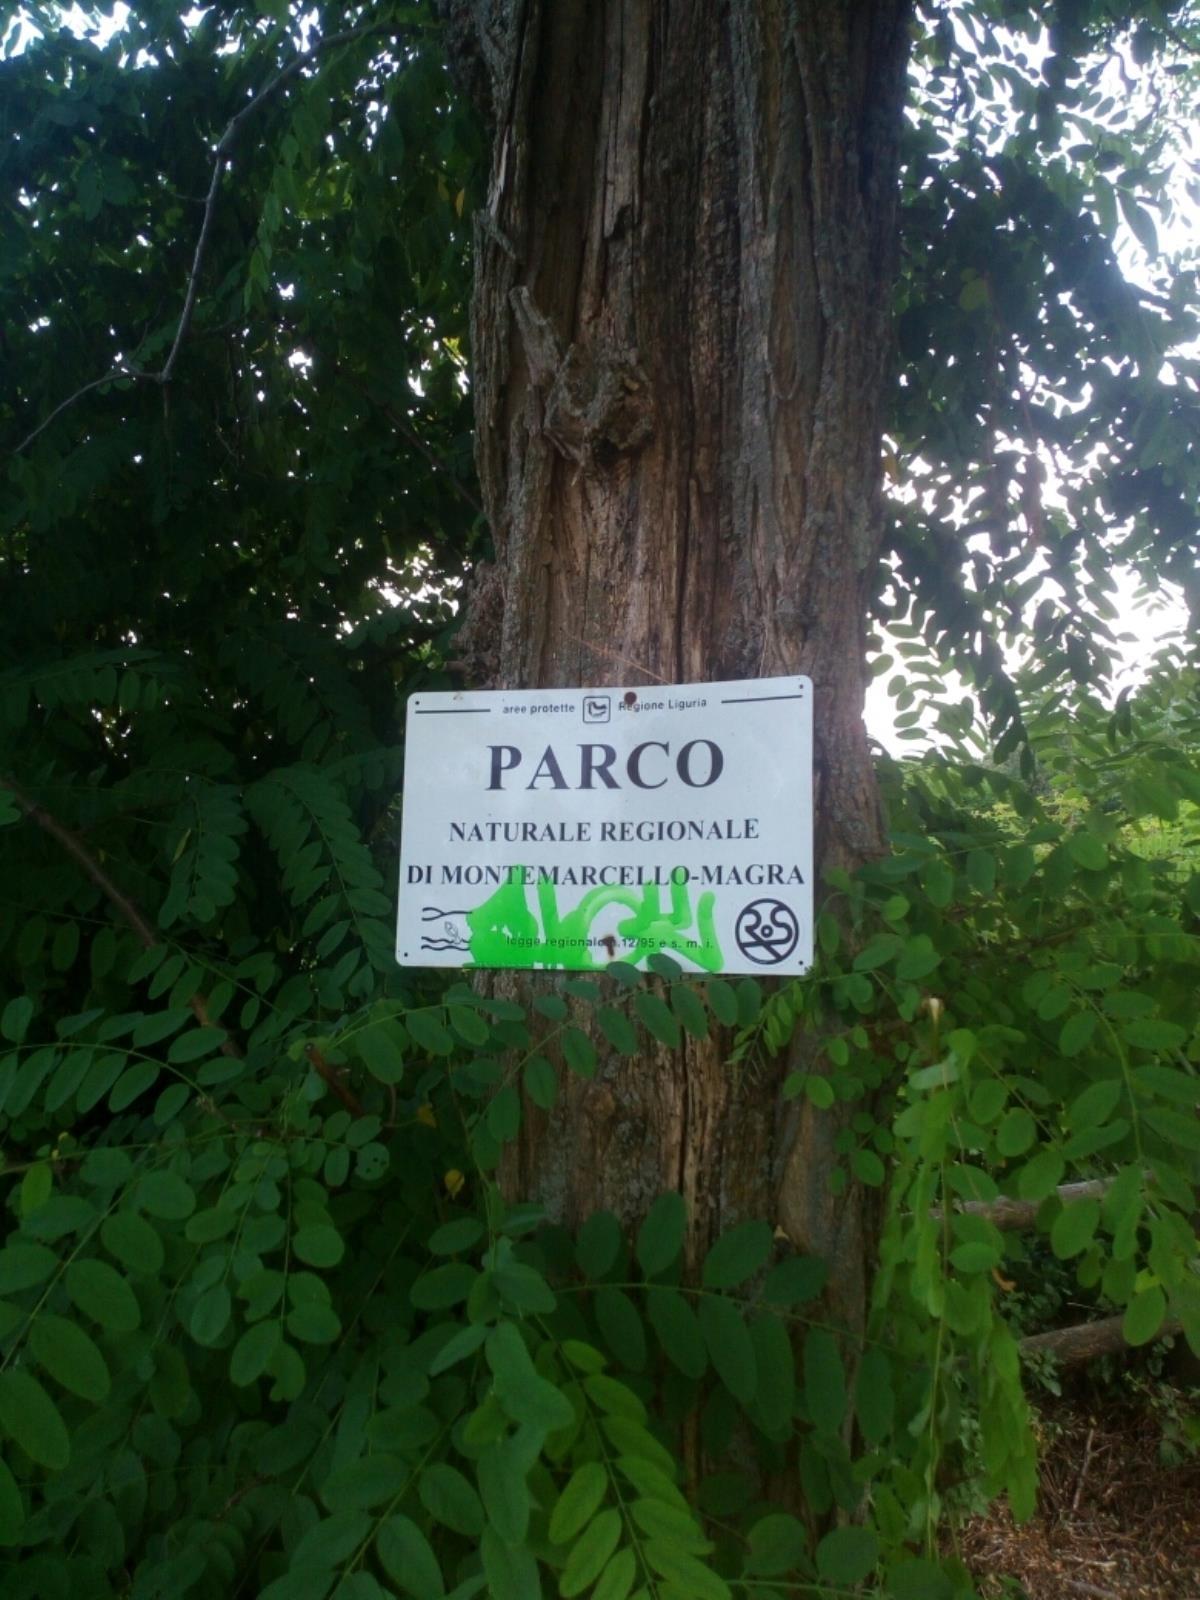 aree protette Regione Liguria
PARCO
NATURALE REGIONALE
DI MONTEMARCELLO-MAGRA
legge regionale n.12/95 e s. m. i.